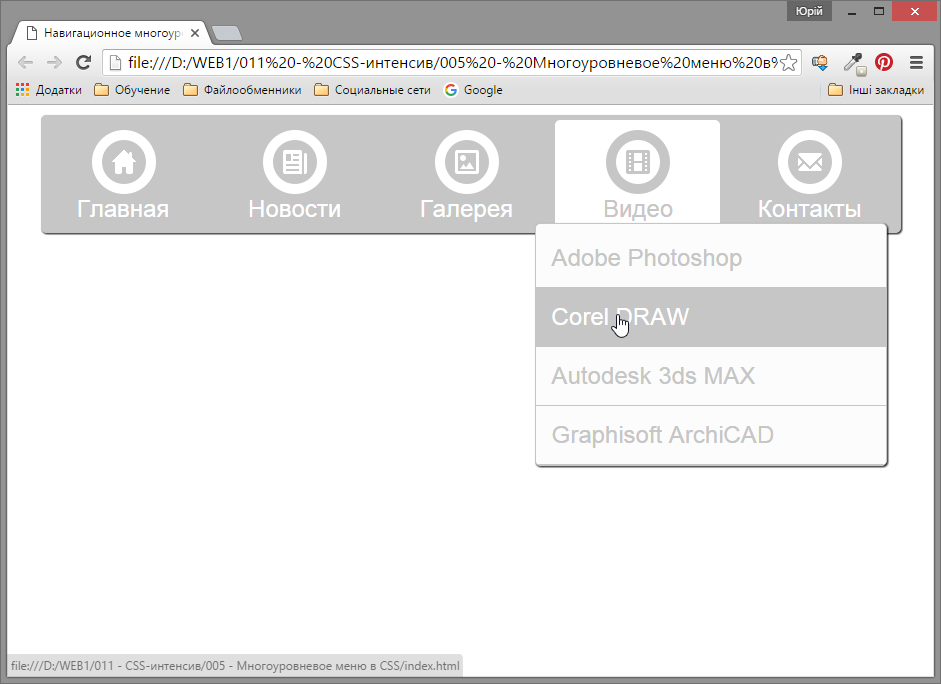 Юрій
Навигационное многоур
file:///D:/WEB1/011%20-%20CSS-интенсив/005%20-%20Многоуровневое%20меню%20в%
Додатки Обучение Файлообменники Социальные сети Google Інші закладки
Главная Новости Галерея Видео Контакты
Adobe Photoshop
Corel DRAW
Autodesk 3ds MAX
Graphisoft ArchiCAD
file:///D:/WEB1/011 - CSS-интенсив/005 - Многоуровневое меню в CSS/index.html